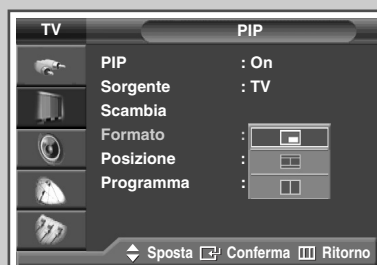 TV PIP
PIP : On
Sorgente : TV
Scambia
Formato :
Posizione :
Programma :
Sposta Conferma Ritorno